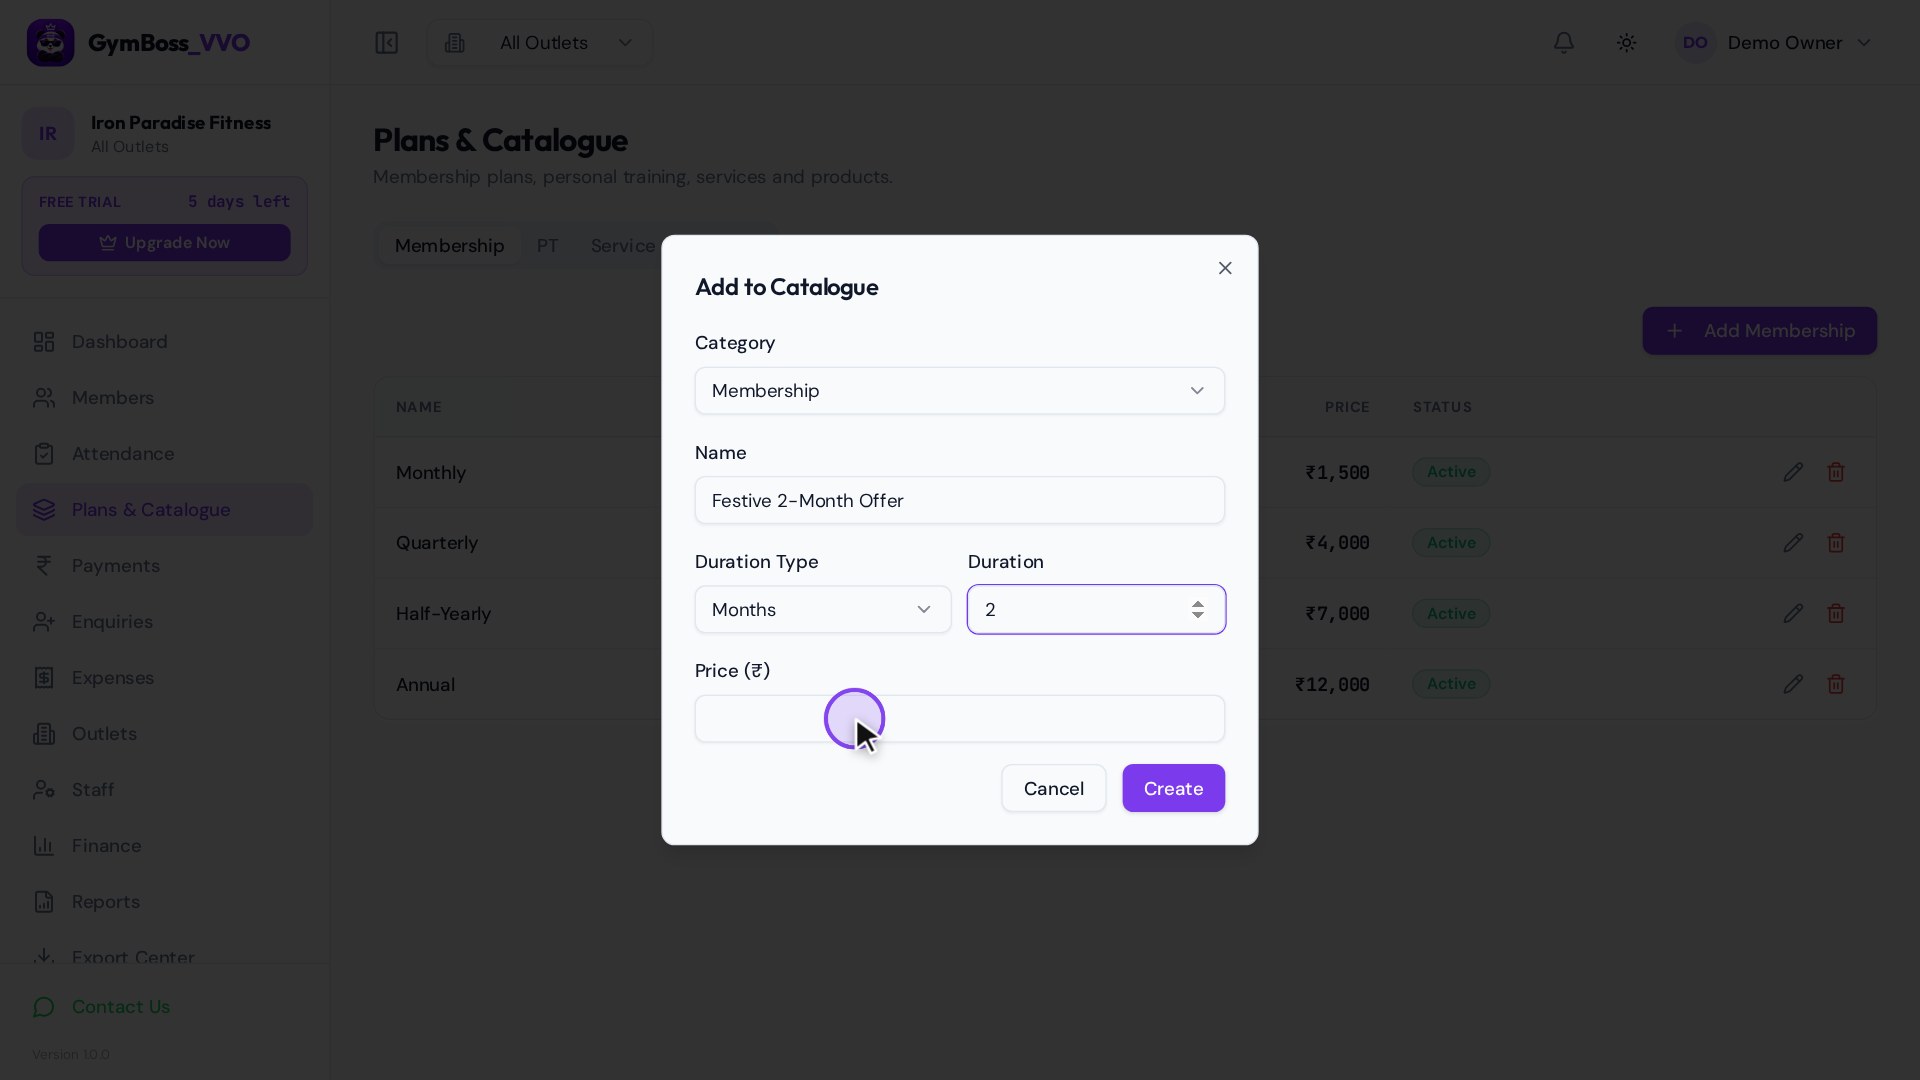 GymBoss_VVO
All Outlets
DO Demo Owner
IR Iron Paradise Fitness
All Outlets
FREE TRIAL 5 days left
Upgrade Now
Dashboard
Members
Attendance
Plans & Catalogue
Payments
Enquiries
Expenses
Outlets
Staff
Finance
Reports
Export Center
Contact Us
Version 1.0.0
Plans & Catalogue
Membership plans, personal training, services and products.
Membership PT Service
Add Membership
NAME PRICE STATUS
Monthly ₹1,500 Active
Quarterly ₹4,000 Active
Half-Yearly ₹7,000 Active
Annual ₹12,000 Active
Add to Catalogue
Category
Membership
Name
Festive 2-Month Offer
Duration Type Duration
Months 2
Price (₹)
Cancel Create